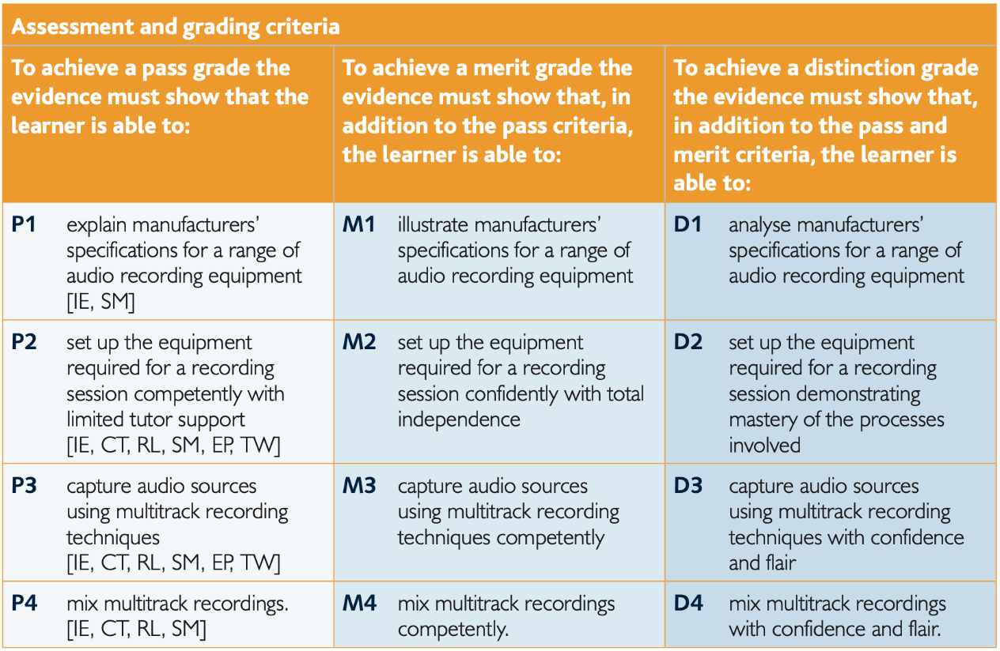 Assessment and grading criteria
To achieve a pass grade the
evidence must show that the
learner is able to:
To achieve a merit grade the
evidence must show that, in
addition to the pass criteria,
the learner is able to:
To achieve a distinction grade
the evidence must show that,
in addition to the pass and
merit criteria, the learner is
able to:
P1 explain manufacturers’
specifications for a range of
audio recording equipment
[IE, SM]
M1 illustrate manufacturers’
specifications for a range of
audio recording equipment
D1 analyse manufacturers’
specifications for a range of
audio recording equipment
P2 set up the equipment
required for a recording
session competently with
limited tutor support
[IE, CT, RL, SM, EP, TW]
M2 set up the equipment
required for a recording
session confidently with total
independence
D2 set up the equipment
required for a recording
session demonstrating
mastery of the processes
involved
P3 capture audio sources
using multitrack recording
techniques
[IE, CT, RL, SM, EP, TW]
M3 capture audio sources
using multitrack recording
techniques competently
D3 capture audio sources
using multitrack recording
techniques with confidence
and flair
P4 mix multitrack recordings.
[IE, CT, RL, SM]
M4 mix multitrack recordings
competently.
D4 mix multitrack recordings
with confidence and flair.